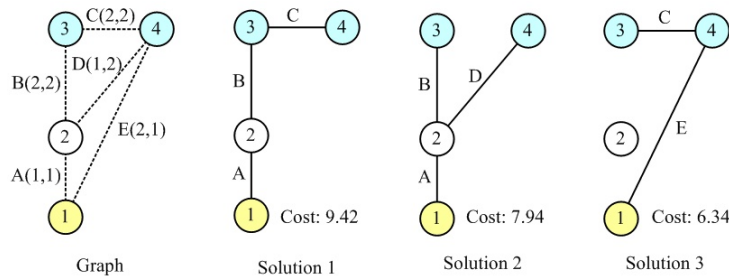 C(2,2)
3
4
D(1,2)
B(2,2)
2
E(2,1)
A(1,1)
1
Graph
C
3
4
B
2
A
1
Cost: 9.42
Solution 1
3
4
D
B
2
A
1
Cost: 7.94
Solution 2
C
3
4
2
E
1
Cost: 6.34
Solution 3